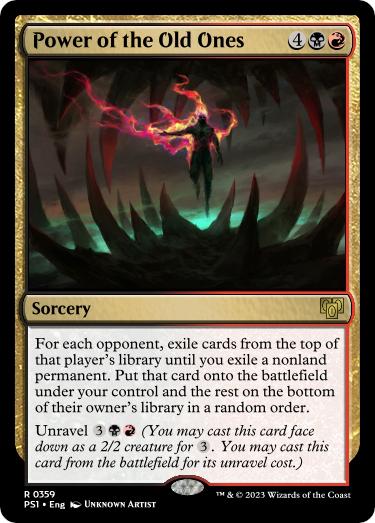 Power of the Old Ones 4
Sorcery
For each opponent, exile cards from the top of
that player's library until you exile a nonland
permanent. Put that card onto the battlefield
under your control and the rest on the bottom
of their owner's library in a random order.
Unravel 3 (You may cast this card face
down as a 2/2 creature for 3. You may cast this
card from the battlefield for its unravel cost.)
R 0359
PS1 • Eng Unknown Artist
™ & © 2023 Wizards of the Coast